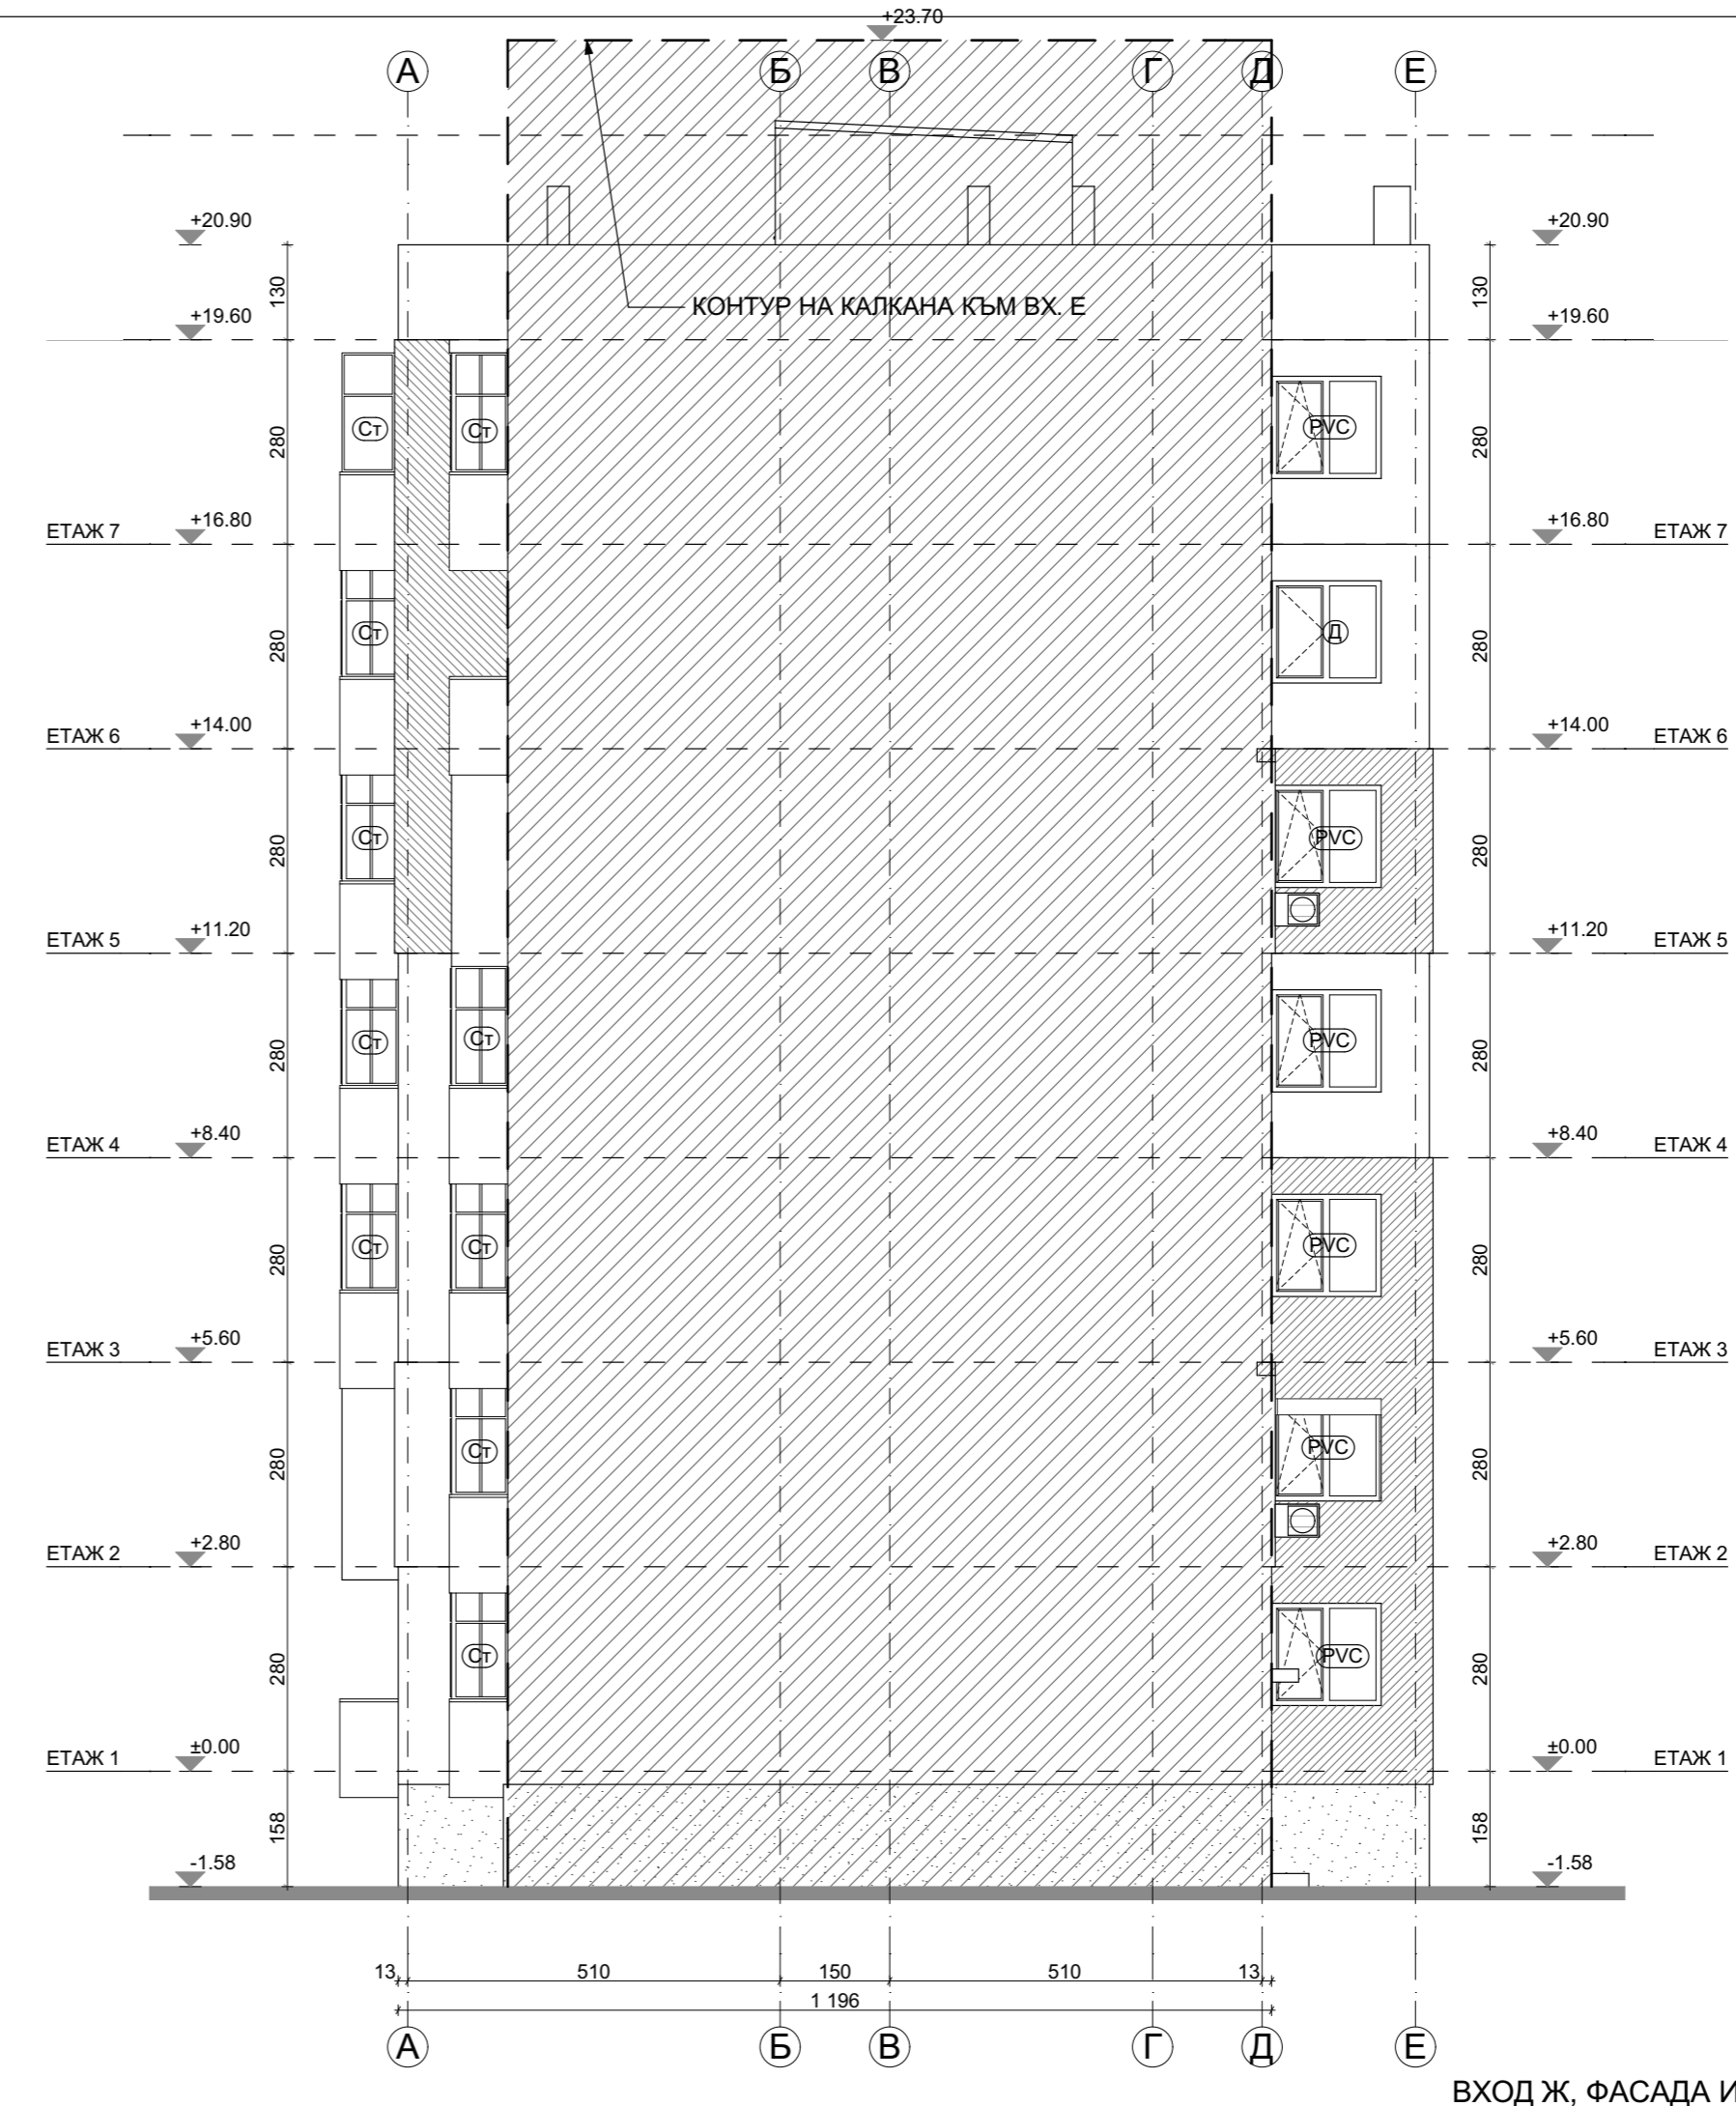 +23.70
А Б В Г Д Е
+20.90 +20.90
130 130
КОНТУР НА КАЛКАНА КЪМ ВХ. Е
+19.60 +19.60
280 Ст Ст PVC 280
ЕТАЖ 7 +16.80 +16.80 ЕТАЖ 7
280 Ст Д 280
ЕТАЖ 6 +14.00 +14.00 ЕТАЖ 6
280 Ст PVC 280
ЕТАЖ 5 +11.20 +11.20 ЕТАЖ 5
280 Ст Ст PVC 280
ЕТАЖ 4 +8.40 +8.40 ЕТАЖ 4
280 Ст Ст PVC 280
ЕТАЖ 3 +5.60 +5.60 ЕТАЖ 3
280 Ст PVC 280
ЕТАЖ 2 +2.80 +2.80 ЕТАЖ 2
280 Ст PVC 280
ЕТАЖ 1 ±0.00 ±0.00 ЕТАЖ 1
158 158
-1.58 -1.58
13 510 150 510 13
1 196
А Б В Г Д Е
ВХОД Ж, ФАСАДА И